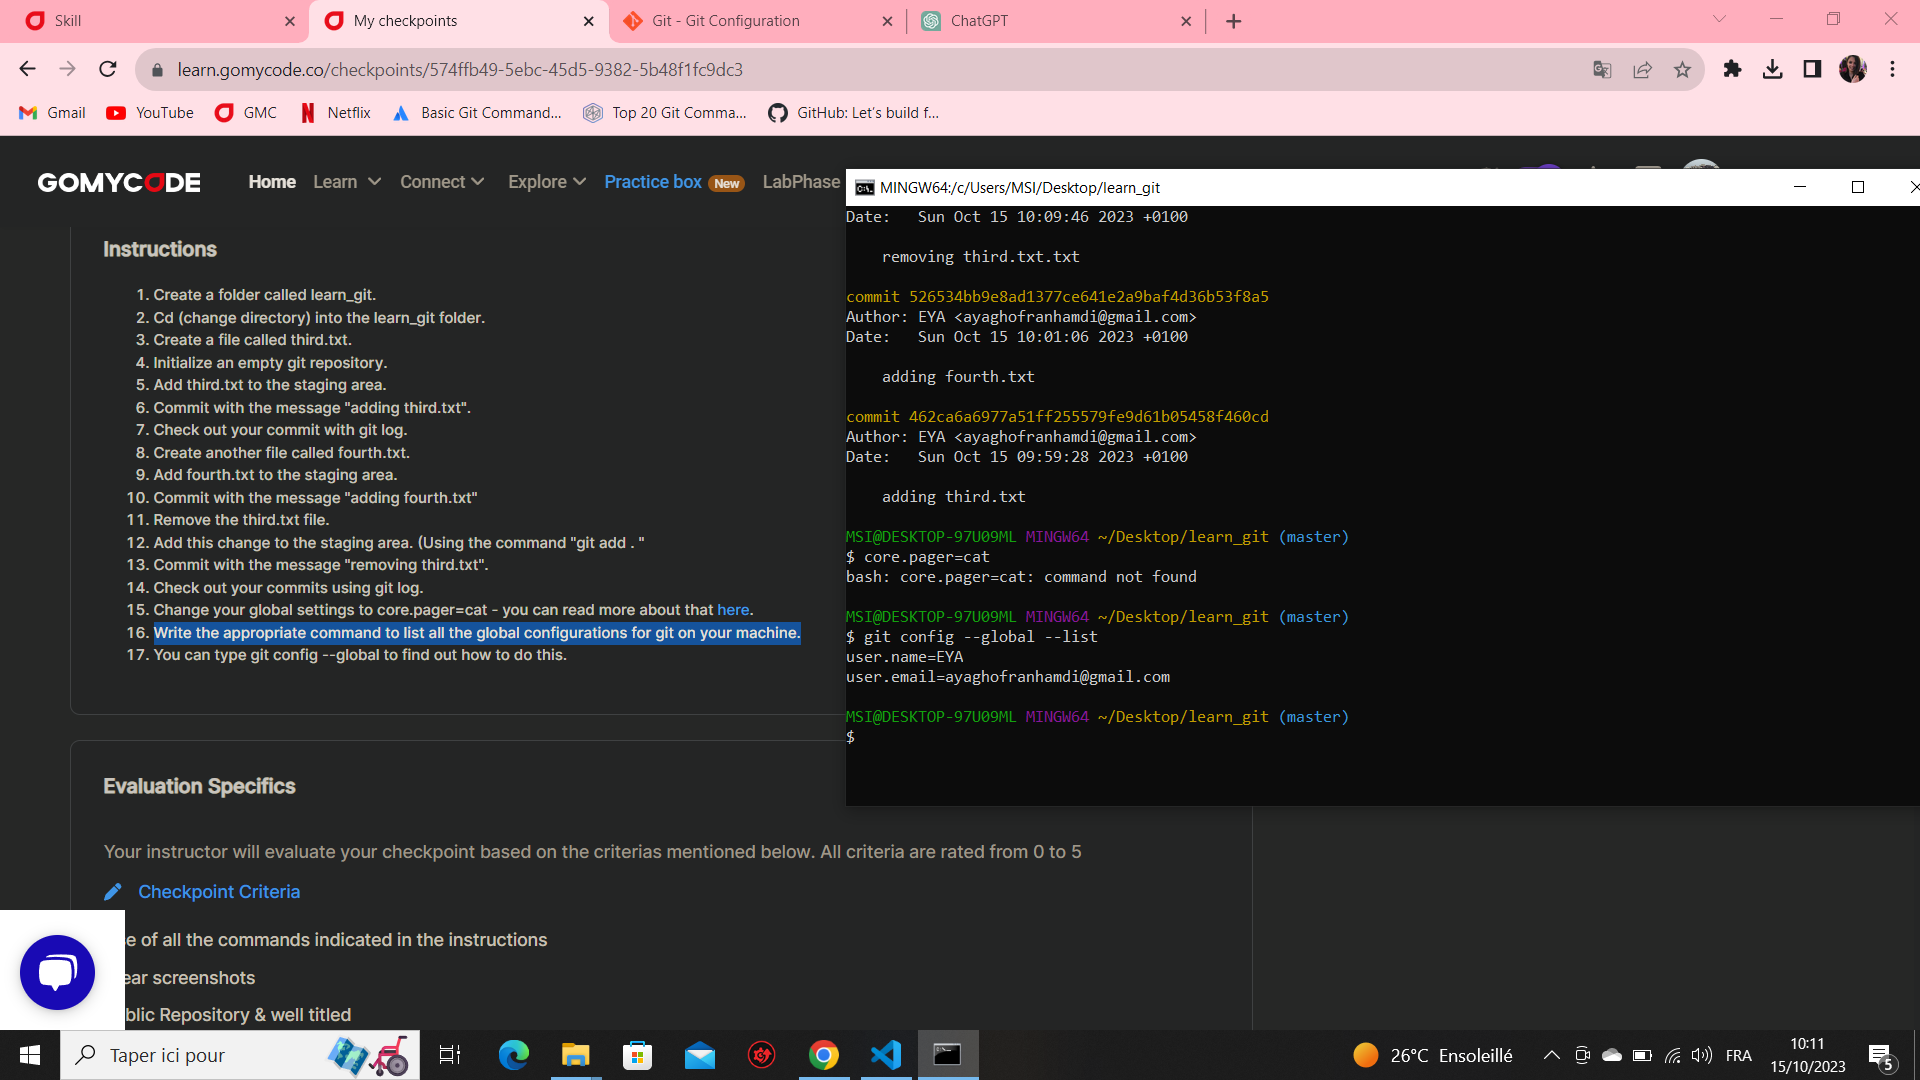 Skill
My checkpoints
Git - Git Configuration
ChatGPT
learn.gomycode.co/checkpoints/574ffb49-5ebc-45d5-9382-5b48f1fc9dc3
Gmail
YouTube
GMC
Netflix
Basic Git Command...
Top 20 Git Comma...
GitHub: Let's build f...
GOMYCODE
Home
Learn
Connect
Explore
Practice box New
LabPhase
Instructions
1. Create a folder called learn_git.
2. Cd (change directory) into the learn_git folder.
3. Create a file called third.txt.
4. Initialize an empty git repository.
5. Add third.txt to the staging area.
6. Commit with the message "adding third.txt".
7. Check out your commit with git log.
8. Create another file called fourth.txt.
9. Add fourth.txt to the staging area.
10. Commit with the message "adding fourth.txt"
11. Remove the third.txt file.
12. Add this change to the staging area. (Using the command "git add . "
13. Commit with the message "removing third.txt".
14. Check out your commits using git log.
15. Change your global settings to core.pager=cat - you can read more about that here.
16. Write the appropriate command to list all the global configurations for git on your machine.
17. You can type git config --global to find out how to do this.
Evaluation Specifics
Your instructor will evaluate your checkpoint based on the criterias mentioned below. All criteria are rated from 0 to 5
Checkpoint Criteria
e of all the commands indicated in the instructions
ear screenshots
blic Repository & well titled
MINGW64:/c/Users/MSI/Desktop/learn_git
Date:   Sun Oct 15 10:09:46 2023 +0100
removing third.txt.txt
commit 526534bb9e8ad1377ce641e2a9baf4d36b53f8a5
Author: EYA <ayaghofranhamdi@gmail.com>
Date:   Sun Oct 15 10:01:06 2023 +0100
adding fourth.txt
commit 462ca6a6977a51ff255579fe9d61b05458f460cd
Author: EYA <ayaghofranhamdi@gmail.com>
Date:   Sun Oct 15 09:59:28 2023 +0100
adding third.txt
MSI@DESKTOP-97U09ML MINGW64 ~/Desktop/learn_git (master)
$ core.pager=cat
bash: core.pager=cat: command not found
MSI@DESKTOP-97U09ML MINGW64 ~/Desktop/learn_git (master)
$ git config --global --list
user.name=EYA
user.email=ayaghofranhamdi@gmail.com
MSI@DESKTOP-97U09ML MINGW64 ~/Desktop/learn_git (master)
$
Taper ici pour
26°C Ensoleillé
FRA
10:11
15/10/2023
5